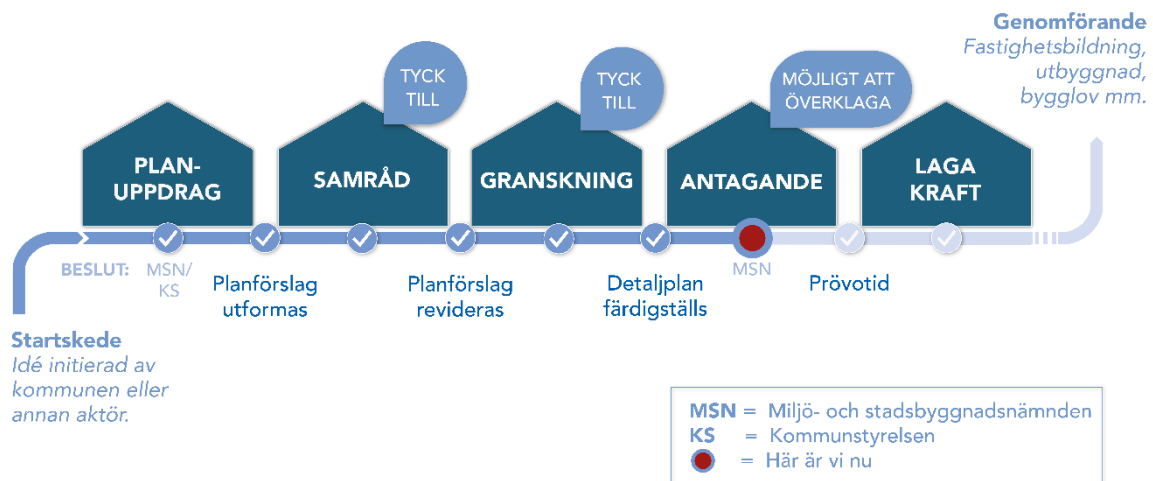 Genomförande
Fastighetsbildning,
utbyggnad,
bygglov mm.
TYCK
TILL
TYCK
TILL
MÖJLIGT ATT
ÖVERKLAGA
PLAN-
UPPDRAG
SAMRÅD
GRANSKNING
ANTAGANDE
LAGA
KRAFT
BESLUT:
MSN/
KS
Planförslag
utformas
Planförslag
revideras
Detaljplan
färdigställs
MSN
Prövotid
Startskede
Idé initierad av
kommunen eller
annan aktör.
MSN = Miljö- och stadsbyggnadsnämnden
KS = Kommunstyrelsen
= Här är vi nu